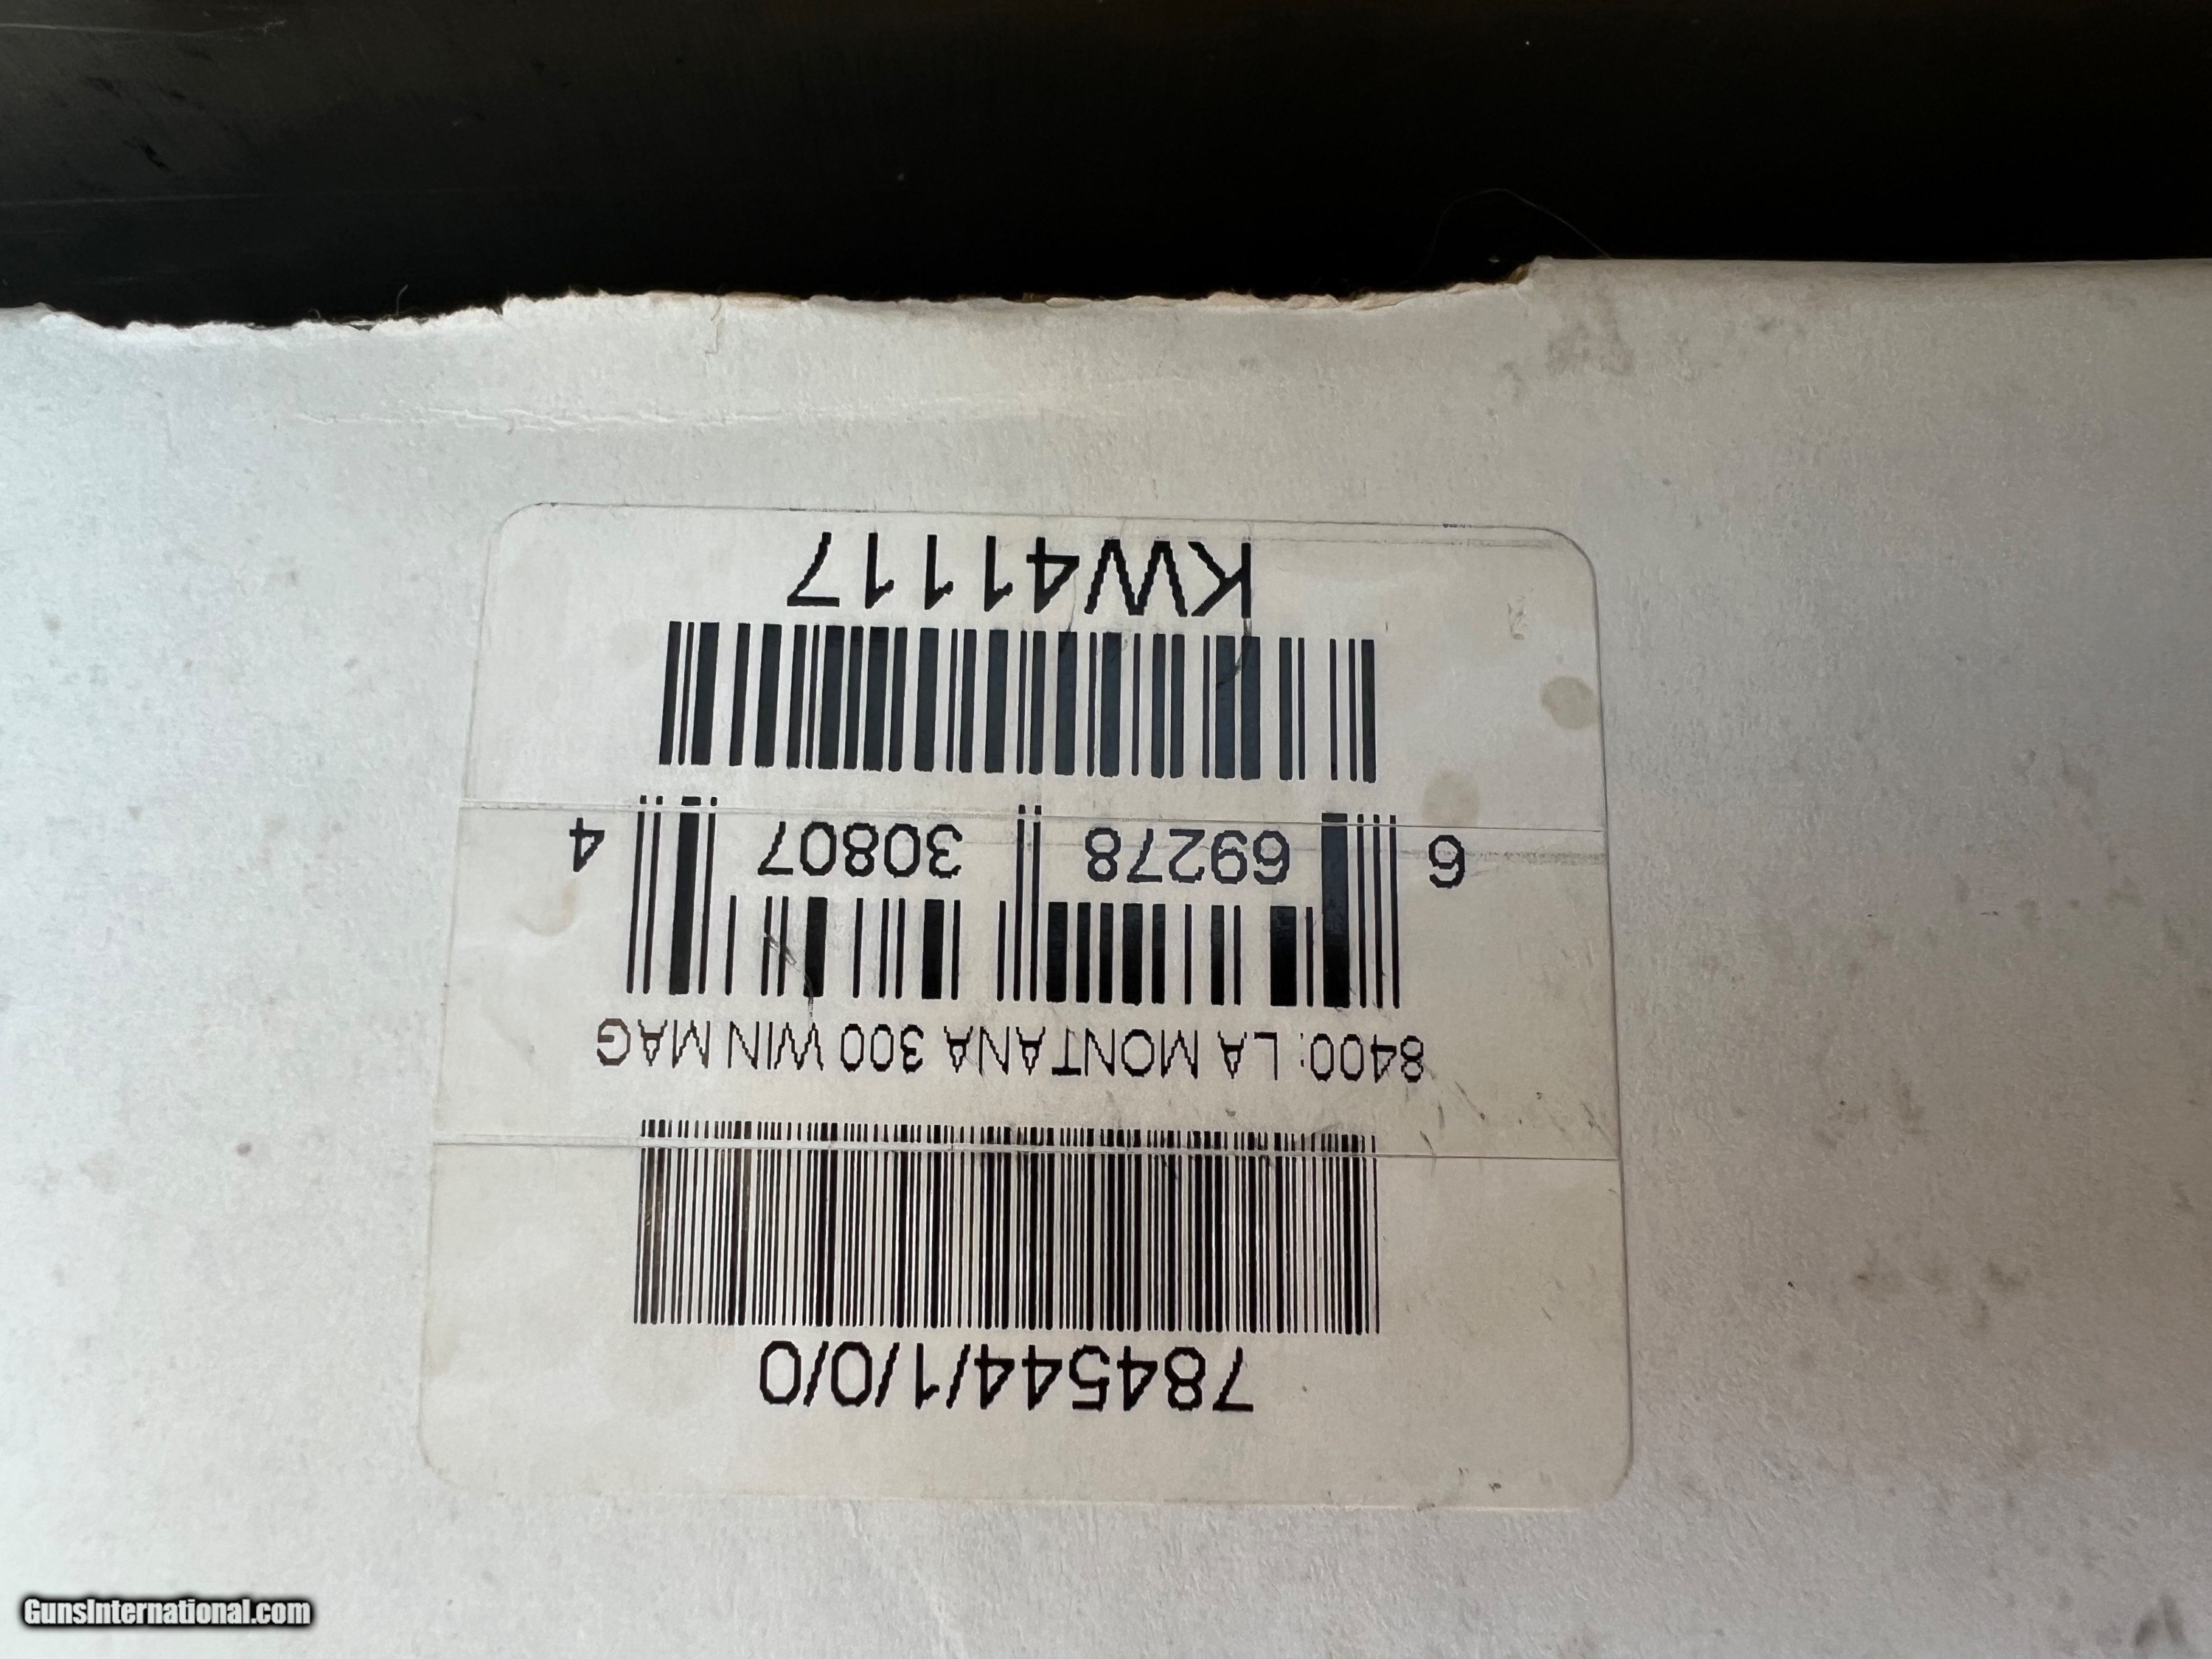 784544/1/0/0
8400: LA MONTANA 300 WIN MAG
6 69278 30807 4
KW41117
GunsInternational.com